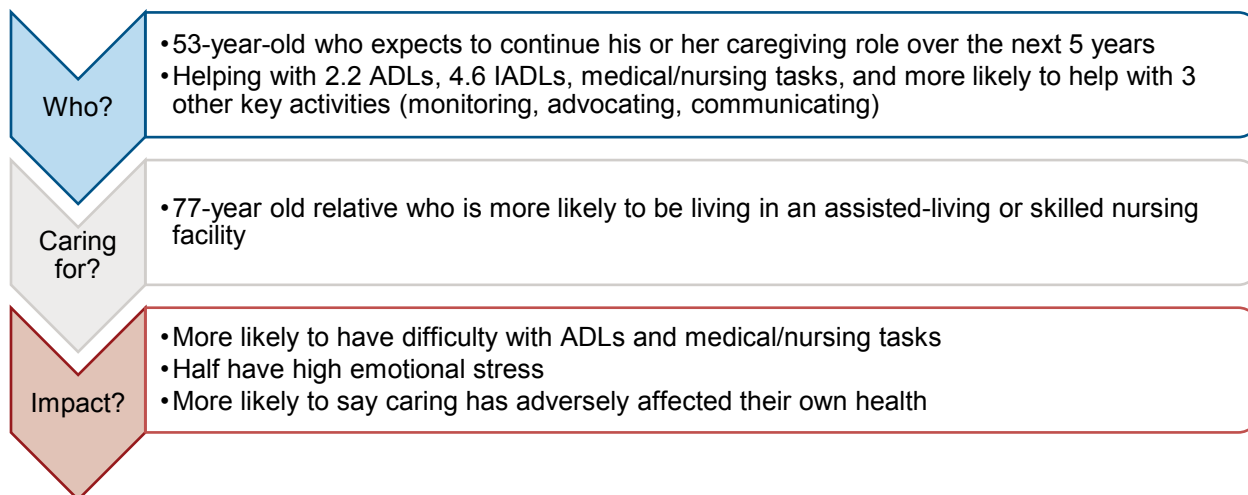 Who?
•53-year-old who expects to continue his or her caregiving role over the next 5 years
•Helping with 2.2 ADLs, 4.6 IADLs, medical/nursing tasks, and more likely to help with 3
other key activities (monitoring, advocating, communicating)
Caring
for?
•77-year old relative who is more likely to be living in an assisted-living or skilled nursing
facility
Impact?
•More likely to have difficulty with ADLs and medical/nursing tasks
•Half have high emotional stress
•More likely to say caring has adversely affected their own health